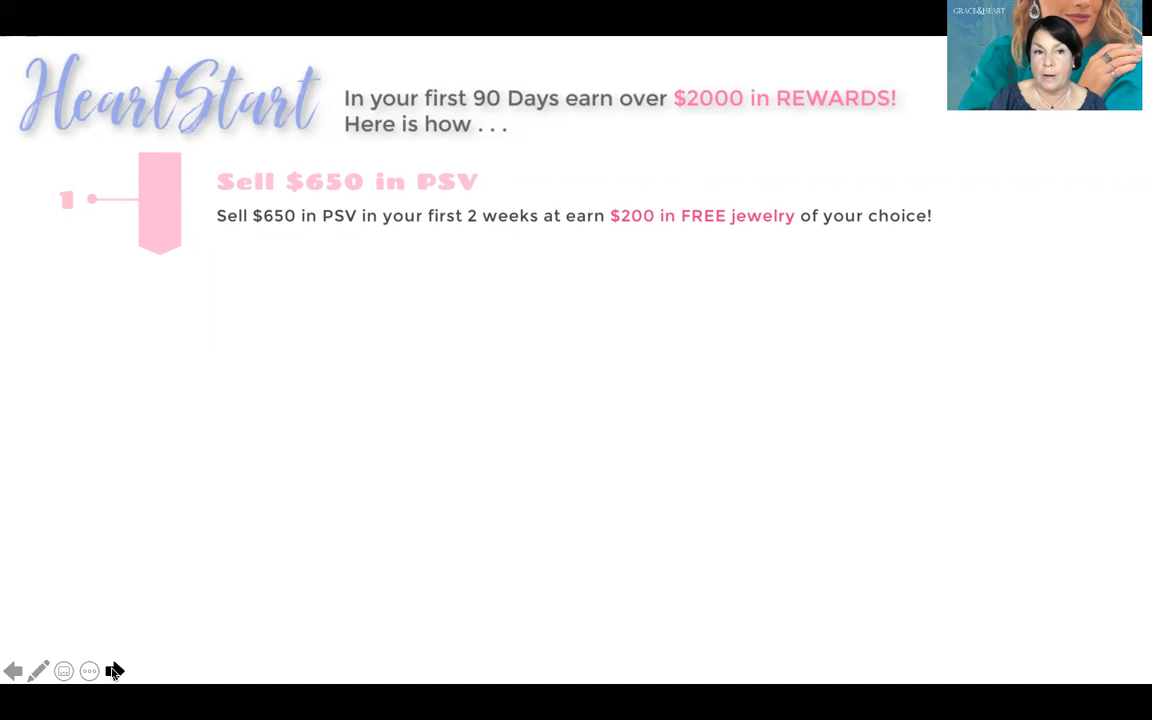 GRACE&HEART
HeartStart
In your first 90 Days earn over $2000 in REWARDS!
Here is how . . .
1
Sell $650 in PSV
Sell $650 in PSV in your first 2 weeks at earn $200 in FREE jewelry of your choice!